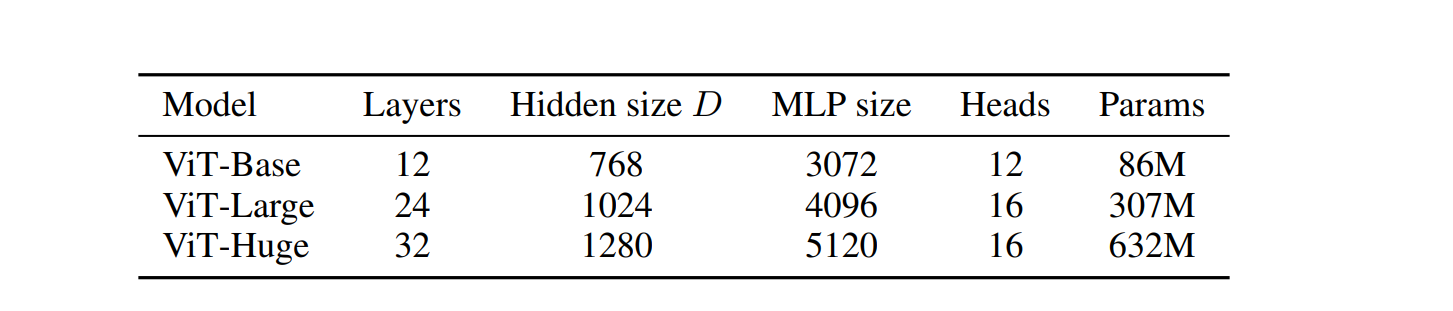 Model Layers Hidden size D MLP size Heads Params
ViT-Base 12 768 3072 12 86M
ViT-Large 24 1024 4096 16 307M
ViT-Huge 32 1280 5120 16 632M